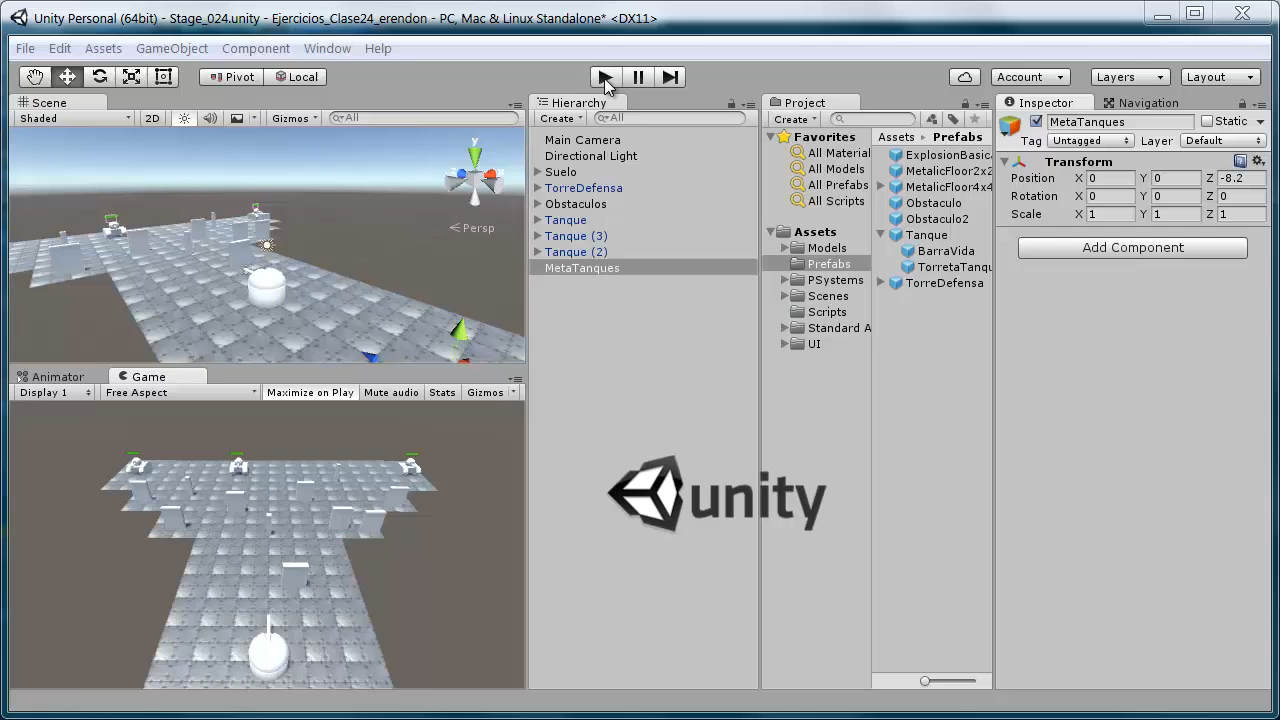 Unity Personal (64bit) - Stage_024.unity - Ejercicios_Clase24_erendon - PC, Mac & Linux Standalone* <DX11>
File Edit Assets GameObject Component Window Help
Pivot Local Account Layers Layout
Scene
Shaded 2D Gizmos All
y
Persp
Hierarchy
Create All
Main Camera
Directional Light
Suelo
TorreDefensa
Obstaculos
Tanque
Tanque (3)
Tanque (2)
MetaTanques
Project
Create
Favorites
All Material
All Models
All Prefabs
All Scripts
Assets
Models
Prefabs
PSystems
Scenes
Scripts
Standard A
UI
Assets Prefabs
ExplosionBasic
MetalicFloor2x2
MetalicFloor4x4
Obstaculo
Obstaculo2
Tanque
BarraVida
TorretaTanqu
TorreDefensa
Inspector Navigation
MetaTanques Static
Tag Untagged Layer Default
Transform
Position X 0 Y 0 Z -8.2
Rotation X 0 Y 0 Z 0
Scale X 1 Y 1 Z 1
Add Component
Animator Game
Display 1 Free Aspect Maximize on Play Mute audio Stats Gizmos
unity